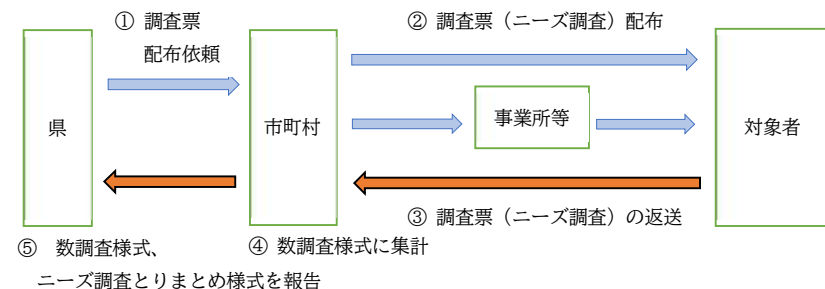 ① 調査票
配布依頼
② 調査票（ニーズ調査）配布
県
市町村
事業所等
対象者
③ 調査票（ニーズ調査）の返送
⑤　数調査様式、
ニーズ調査とりまとめ様式を報告
④ 数調査様式に集計